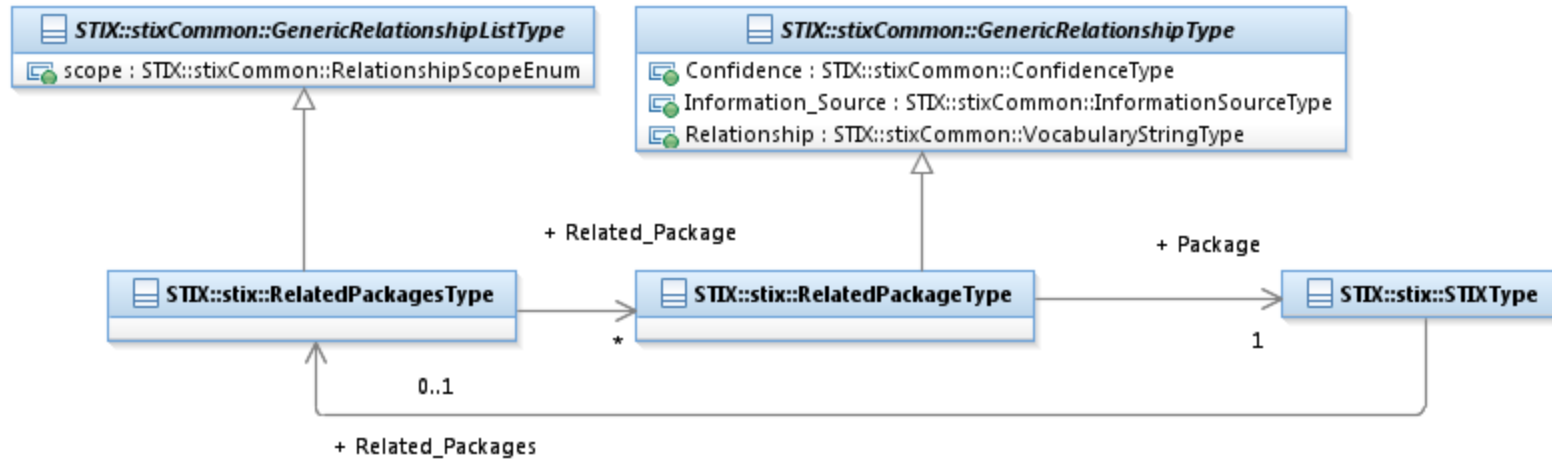 STIX::stixCommon::GenericRelationshipListType
scope : STIX::stixCommon::RelationshipScopeEnum
STIX::stixCommon::GenericRelationshipType
Confidence : STIX::stixCommon::ConfidenceType
Information_Source : STIX::stixCommon::InformationSourceType
Relationship : STIX::stixCommon::VocabularyStringType
+ Related_Package
+ Package
STIX::stix::RelatedPackagesType
STIX::stix::RelatedPackageType
STIX::stix::STIXType
*
1
0..1
+ Related_Packages